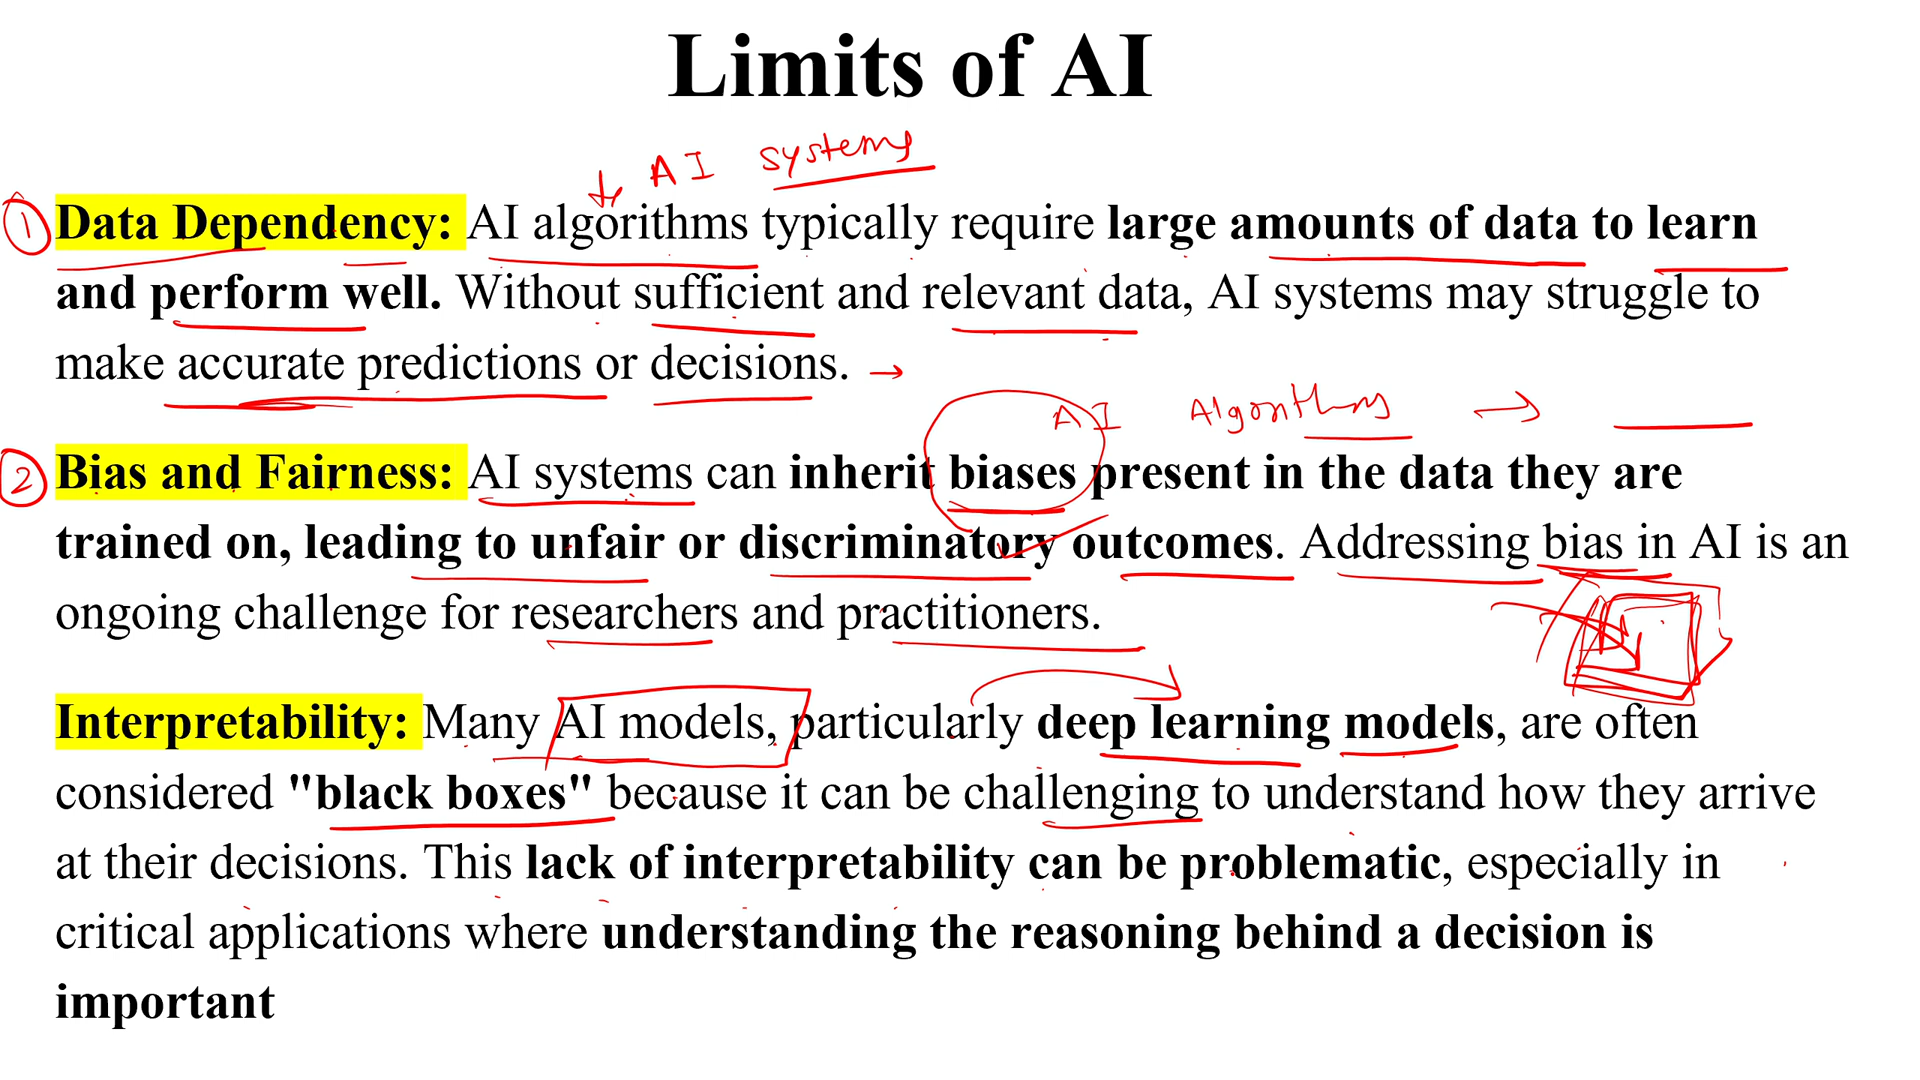 Limits of AI
AI systems
1 Data Dependency: AI algorithms typically require large amounts of data to learn
and perform well. Without sufficient and relevant data, AI systems may struggle to
make accurate predictions or decisions.
AI Algorithms
2 Bias and Fairness: AI systems can inherit biases present in the data they are
trained on, leading to unfair or discriminatory outcomes. Addressing bias in AI is an
ongoing challenge for researchers and practitioners.
Interpretability: Many AI models, particularly deep learning models, are often
considered "black boxes" because it can be challenging to understand how they arrive
at their decisions. This lack of interpretability can be problematic, especially in
critical applications where understanding the reasoning behind a decision is
important